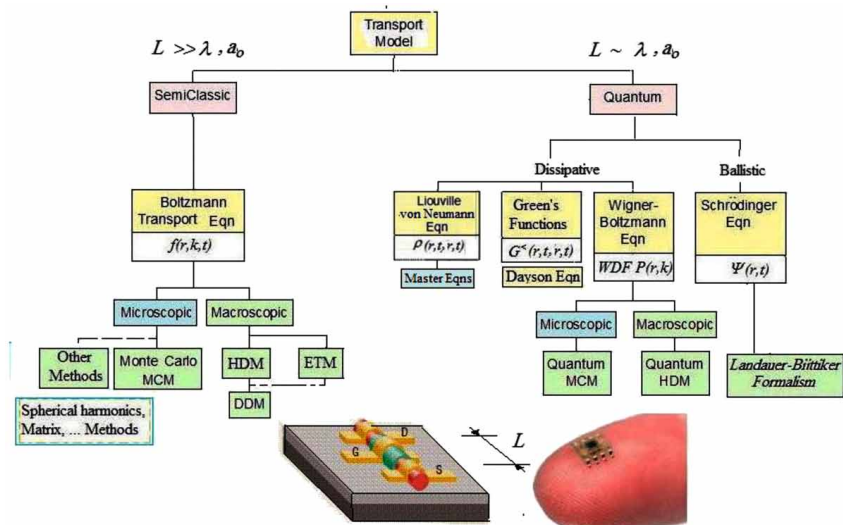 Transport
Model
L >> λ , a₀
L ~ λ , a₀
SemiClassic
Quantum
Dissipative
Ballistic
Boltzmann
Transport Eqn
f(r,k,t)
Liouville
von Neumann
Eqn
ρ(r,t,r,t)
Master Eqns
Green's
Functions
G<(r,t,r,t)
Dayson Eqn
Wigner-
Boltzmann
Eqn
WDF P(r,k)
Schrödinger
Eqn
Ψ(r,t)
Microscopic
Macroscopic
Microscopic
Macroscopic
Other
Methods
Monte Carlo
MCM
HDM
ETM
DDM
Quantum
MCM
Quantum
HDM
Landauer-Büttiker
Formalism
Spherical harmonics,
Matrix, ... Methods
D
G
S
L